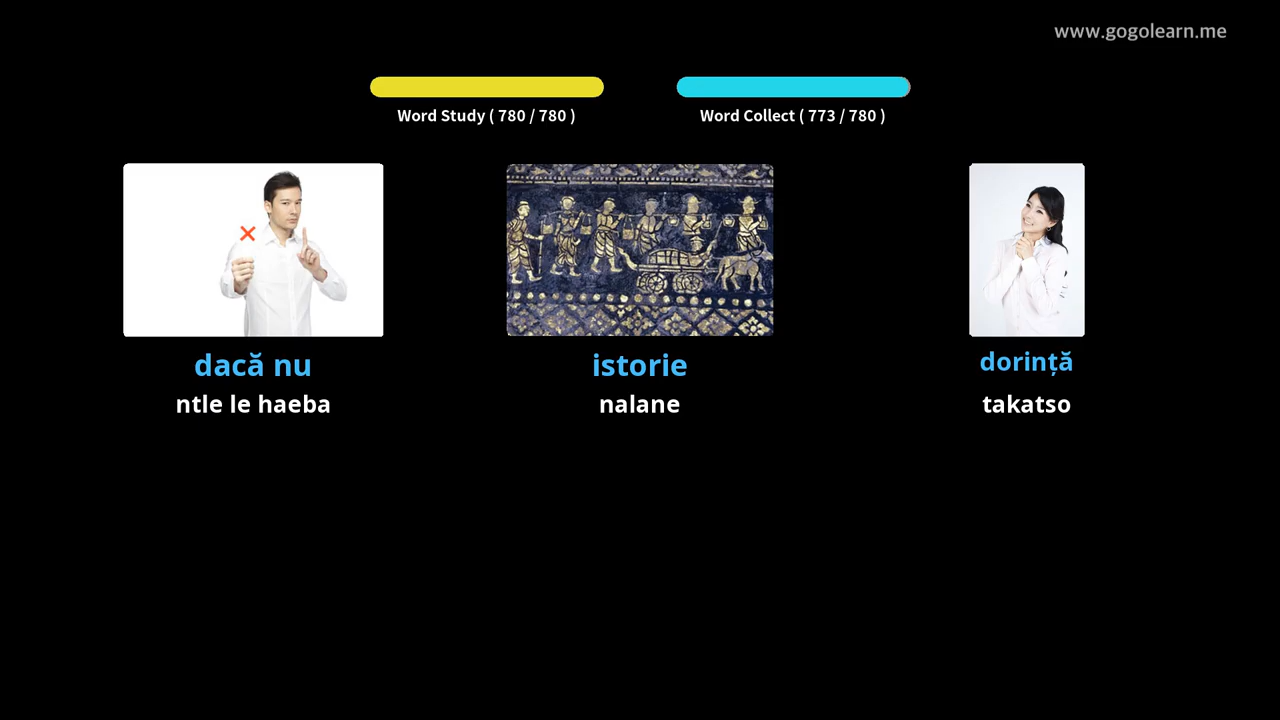 www.gogolearn.me
Word Study ( 780 / 780 )
Word Collect ( 773 / 780 )
dacă nu
istorie
dorință
ntle le haeba
nalane
takatso